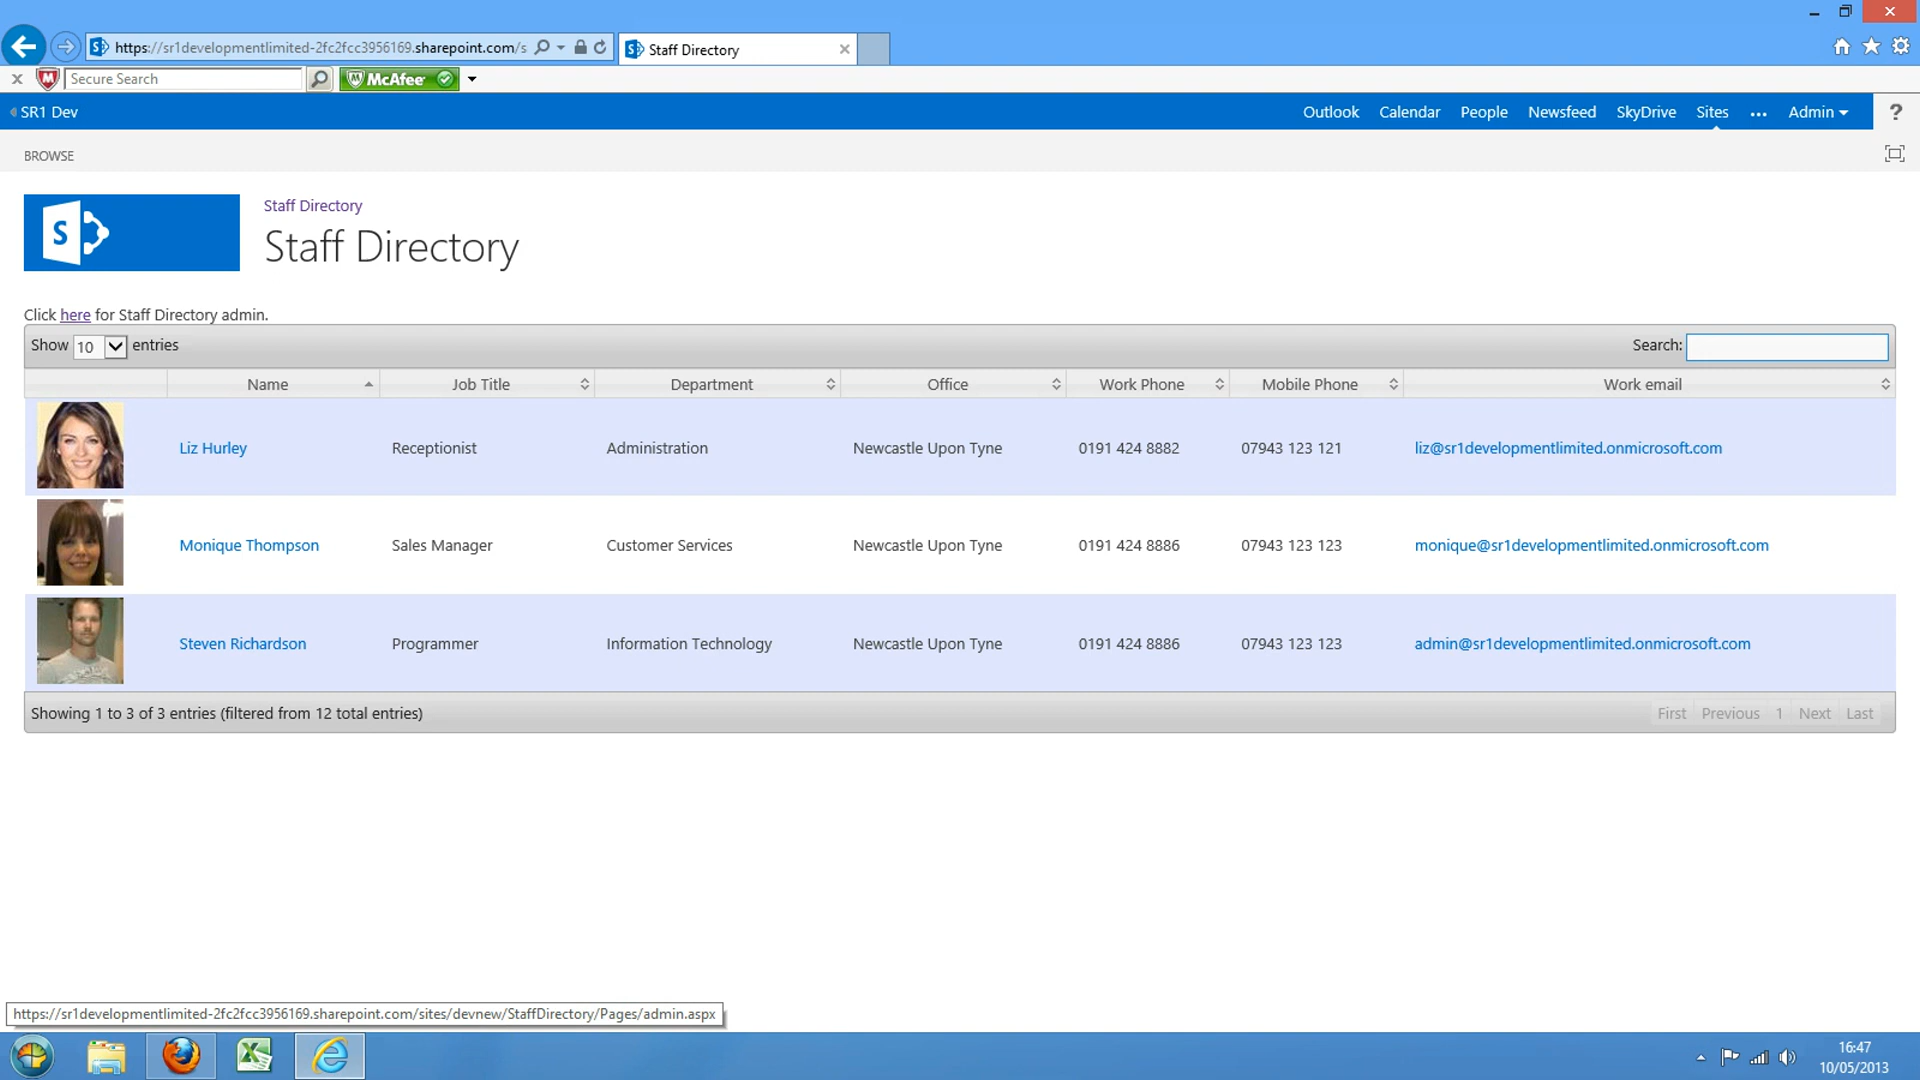 https://sr1developmentlimited-2fc2fcc3956169.sharepoint.com/s
Staff Directory
Secure Search
McAfee
SR1 Dev
Outlook Calendar People Newsfeed SkyDrive Sites ... Admin ?
BROWSE
S
Staff Directory
Staff Directory
Click here for Staff Directory admin.
Show 10 entries Search:
Name Job Title Department Office Work Phone Mobile Phone Work email
Liz Hurley Receptionist Administration Newcastle Upon Tyne 0191 424 8882 07943 123 121 liz@sr1developmentlimited.onmicrosoft.com
Monique Thompson Sales Manager Customer Services Newcastle Upon Tyne 0191 424 8886 07943 123 123 monique@sr1developmentlimited.onmicrosoft.com
Steven Richardson Programmer Information Technology Newcastle Upon Tyne 0191 424 8886 07943 123 123 admin@sr1developmentlimited.onmicrosoft.com
Showing 1 to 3 of 3 entries (filtered from 12 total entries) First Previous 1 Next Last
https://sr1developmentlimited-2fc2fcc3956169.sharepoint.com/sites/devnew/StaffDirectory/Pages/admin.aspx
16:47
10/05/2013